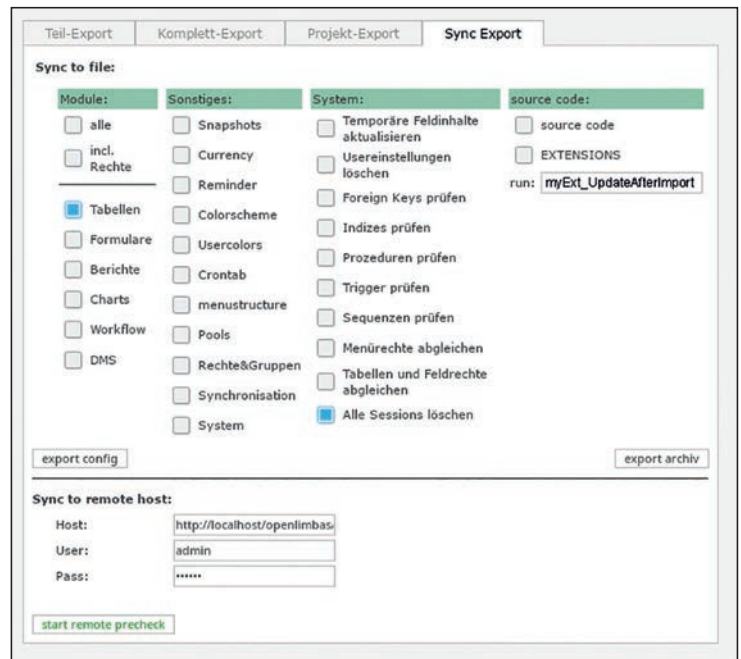 Teil-Export Komplett-Export Projekt-Export Sync Export
Sync to file:
Module:
alle
incl.
Rechte
Tabellen
Formulare
Berichte
Charts
Workflow
DMS
Sonstiges:
Snapshots
Currency
Reminder
Colorscheme
Usercolors
Crontab
menustructure
Pools
Rechte&Gruppen
Synchronisation
System
System:
Temporäre Feldinhalte
aktualisieren
Usereinstellungen
löschen
Foreign Keys prüfen
Indizes prüfen
Prozeduren prüfen
Trigger prüfen
Sequenzen prüfen
Menürechte abgleichen
Tabellen und Feldrechte
abgleichen
Alle Sessions löschen
source code:
source code
EXTENSIONS
run: myExt_UpdateAfterImport
export config export archiv
Sync to remote host:
Host: http://localhost/openlimbas/
User: admin
Pass: ••••••
start remote precheck